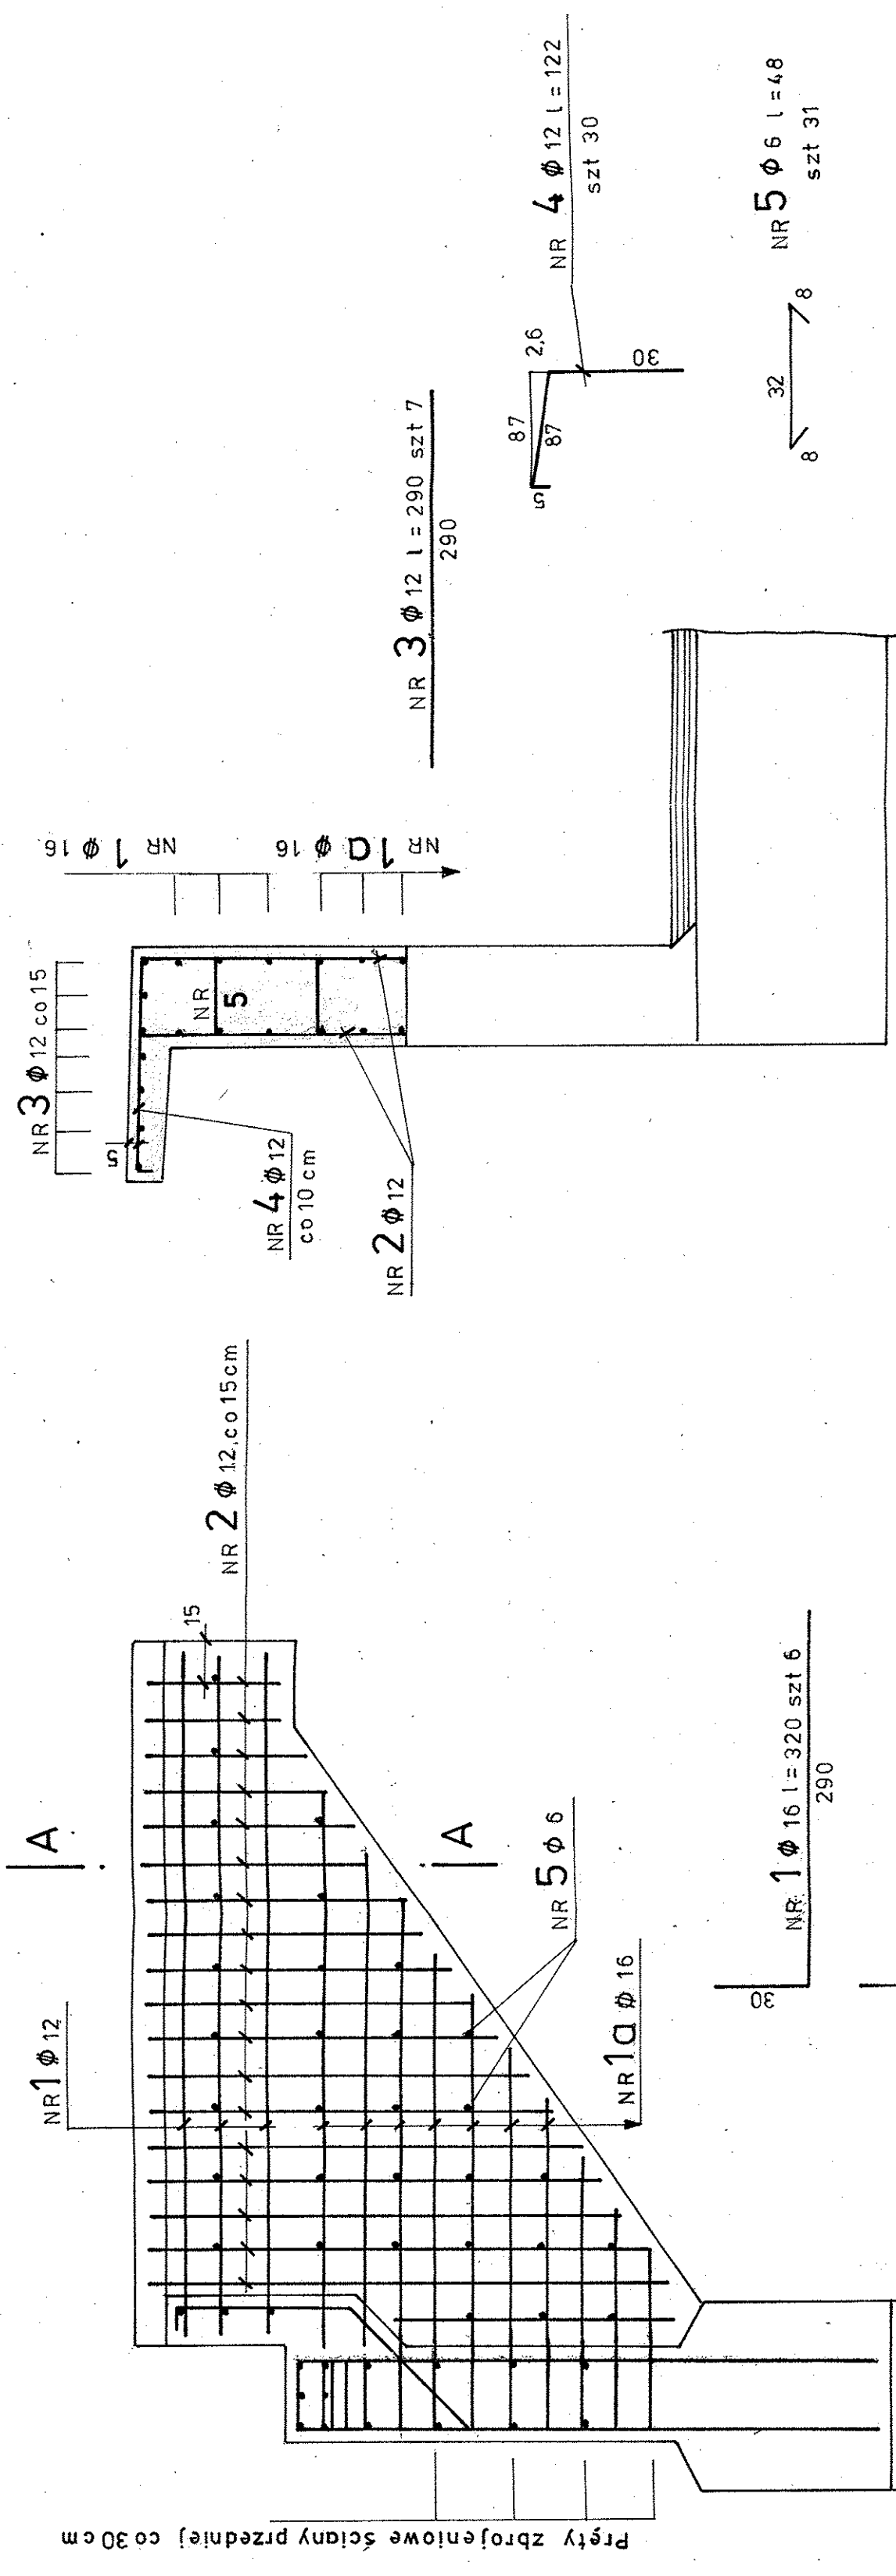 Pręty zbrojeniowe ściany przedniej co 30 cm
NR 1 ϕ 12
A
15
NR 2 ϕ 12, co 15 cm
A
NR 5 ϕ 6
NR 1a ϕ 16
30
NR 1 ϕ 16 l = 320 szt 6
290
NR 3 ϕ 12 co 15
5
NR 4 ϕ 12
co 10 cm
NR 2 ϕ 12
NR
5
NR 1 ϕ 16
NR 1a ϕ 16
NR 3 ϕ 12 l = 290 szt 7
290
5
87
87
2,6
30
NR 4 ϕ 12 l = 122
szt 30
8
32
8
NR 5 ϕ 6 l = 48
szt 31